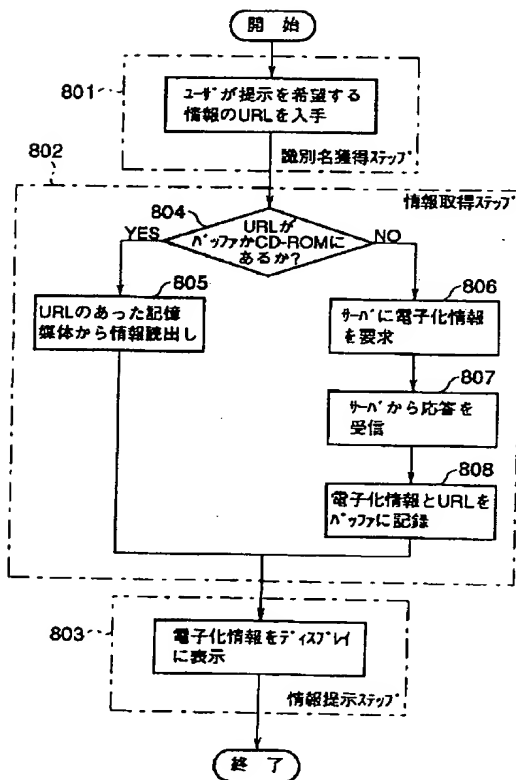 開 始
801
ユーザが提示を希望する
情報のURLを入手
識別名獲得ステップ
802
情報取得ステップ
804
URLが
バッファかCD-ROMに
あるか?
YES
NO
805
URLのあった記憶
媒体から情報読出し
806
サーバに電子化情報
を要求
807
サーバから応答を
受信
808
電子化情報とURLを
バッファに記録
803
電子化情報をディスプレイ
に表示
情報提示ステップ
終 了